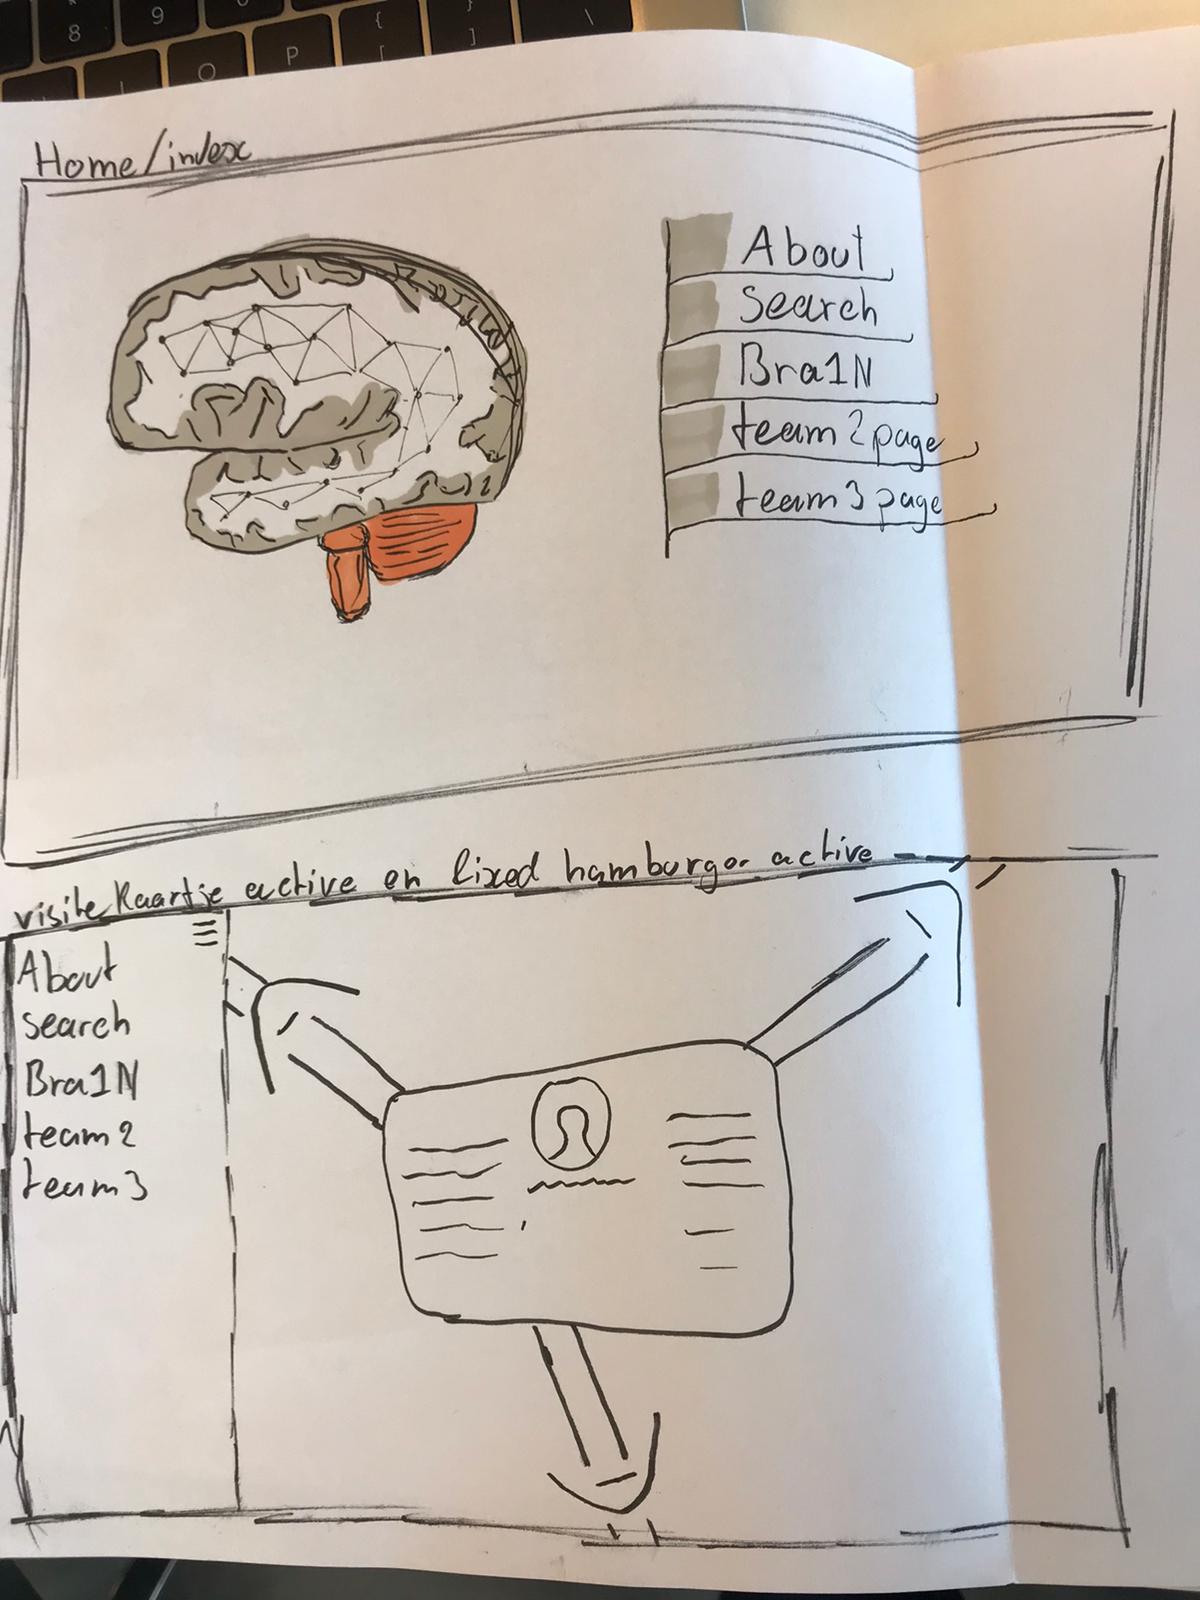 8
9
{
[
}
]
\
O
P
Home/index
About
Search
Bra1N
team 2 page
team 3 page
visite kaartje active en fixed hamburger active
About
search
Bra1N
team 2
team 3